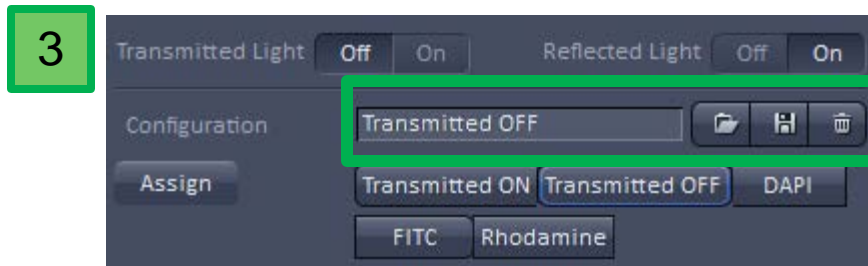 3
Transmitted Light Off On Reflected Light Off On
Configuration Transmitted OFF
Assign Transmitted ON Transmitted OFF DAPI
FITC Rhodamine